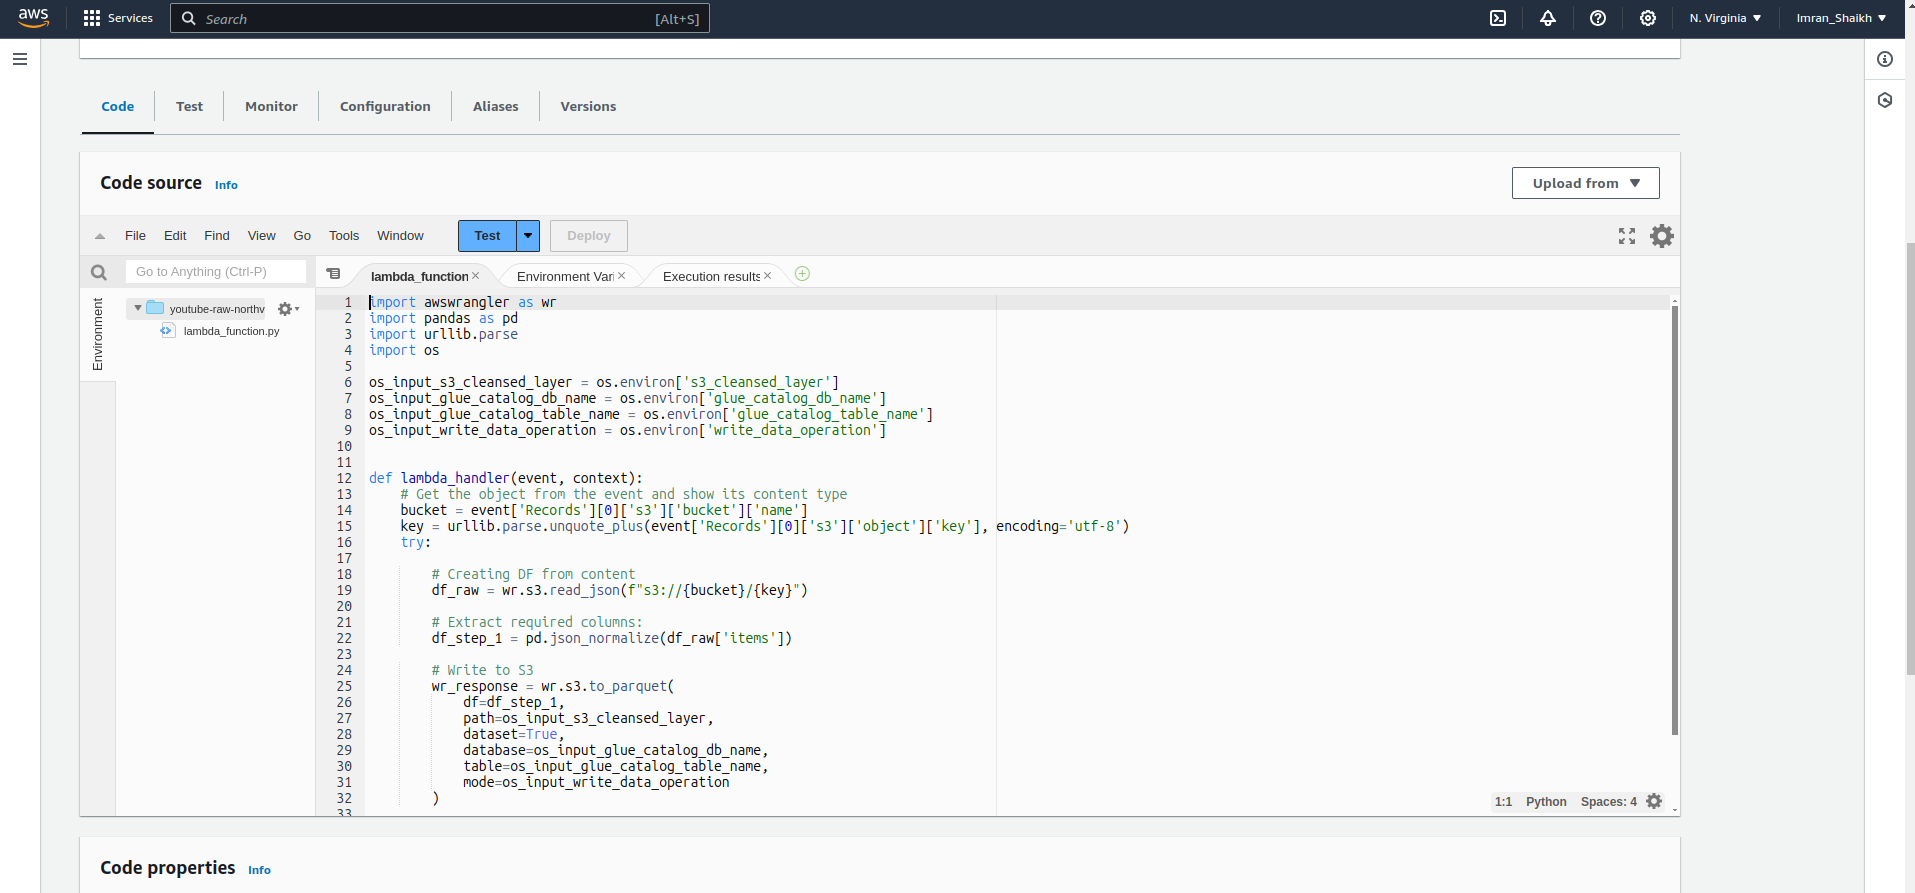 aws Services Search [Alt+S] N. Virginia Imran_Shaikh
Code Test Monitor Configuration Aliases Versions
Code source Info Upload from
File Edit Find View Go Tools Window Test Deploy
Go to Anything (Ctrl-P) lambda_function Environment Vari Execution results
Environment
youtube-raw-northv
lambda_function.py
1 import awswrangler as wr
2 import pandas as pd
3 import urllib.parse
4 import os
5
6 os_input_s3_cleansed_layer = os.environ['s3_cleansed_layer']
7 os_input_glue_catalog_db_name = os.environ['glue_catalog_db_name']
8 os_input_glue_catalog_table_name = os.environ['glue_catalog_table_name']
9 os_input_write_data_operation = os.environ['write_data_operation']
10
11
12 def lambda_handler(event, context):
13     # Get the object from the event and show its content type
14     bucket = event['Records'][0]['s3']['bucket']['name']
15     key = urllib.parse.unquote_plus(event['Records'][0]['s3']['object']['key'], encoding='utf-8')
16     try:
17
18         # Creating DF from content
19         df_raw = wr.s3.read_json(f"s3://{bucket}/{key}")
20
21         # Extract required columns:
22         df_step_1 = pd.json_normalize(df_raw['items'])
23
24         # Write to S3
25         wr_response = wr.s3.to_parquet(
26             df=df_step_1,
27             path=os_input_s3_cleansed_layer,
28             dataset=True,
29             database=os_input_glue_catalog_db_name,
30             table=os_input_glue_catalog_table_name,
31             mode=os_input_write_data_operation
32         )
33
1:1 Python Spaces: 4
Code properties Info